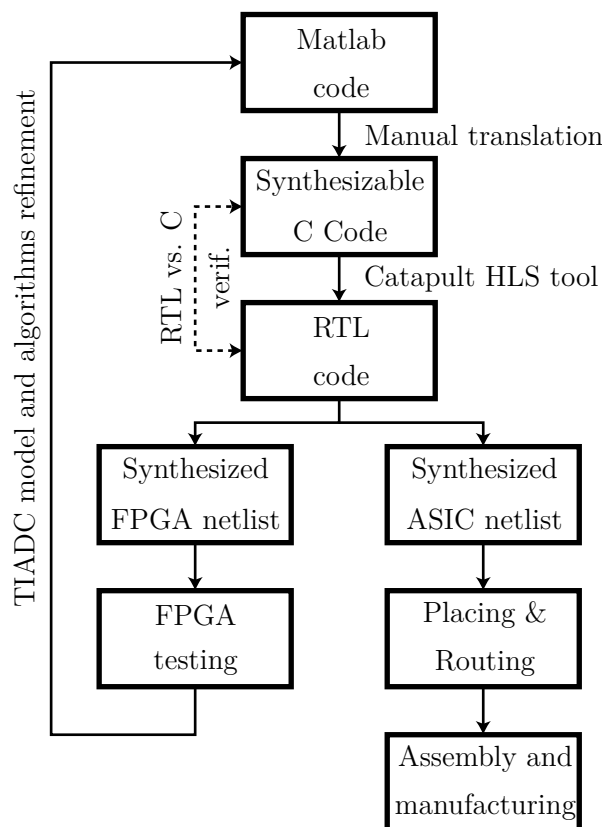 Matlab
code
Manual translation
Synthesizable
C Code
RTL vs. C
verif.
Catapult HLS tool
RTL
code
TIADC model and algorithms refinement
Synthesized
FPGA netlist
Synthesized
ASIC netlist
FPGA
testing
Placing &
Routing
Assembly and
manufacturing